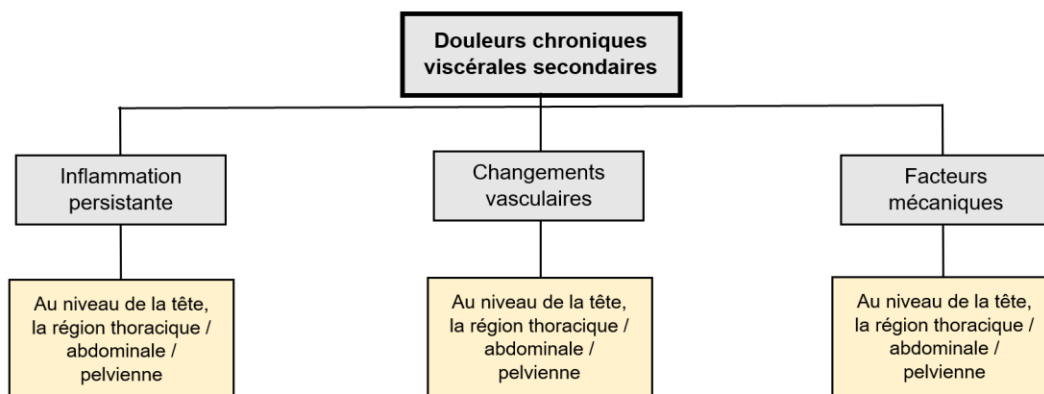 Douleurs chroniques
viscérales secondaires
Inflammation
persistante
Changements
vasculaires
Facteurs
mécaniques
Au niveau de la tête,
la région thoracique /
abdominale /
pelvienne
Au niveau de la tête,
la région thoracique /
abdominale /
pelvienne
Au niveau de la tête,
la région thoracique /
abdominale /
pelvienne